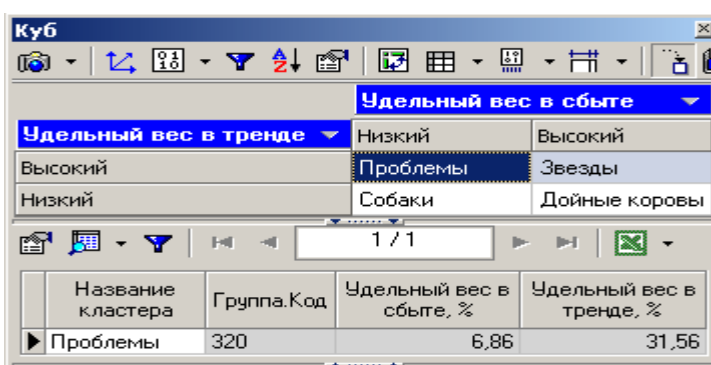 Куб
Удельный вес в сбыте
Удельный вес в тренде Низкий Высокий
Высокий Проблемы Звезды
Низкий Собаки Дойные коровы
1 / 1
Название кластера Группа.Код Удельный вес в сбыте, % Удельный вес в тренде, %
Проблемы 320 6,86 31,56